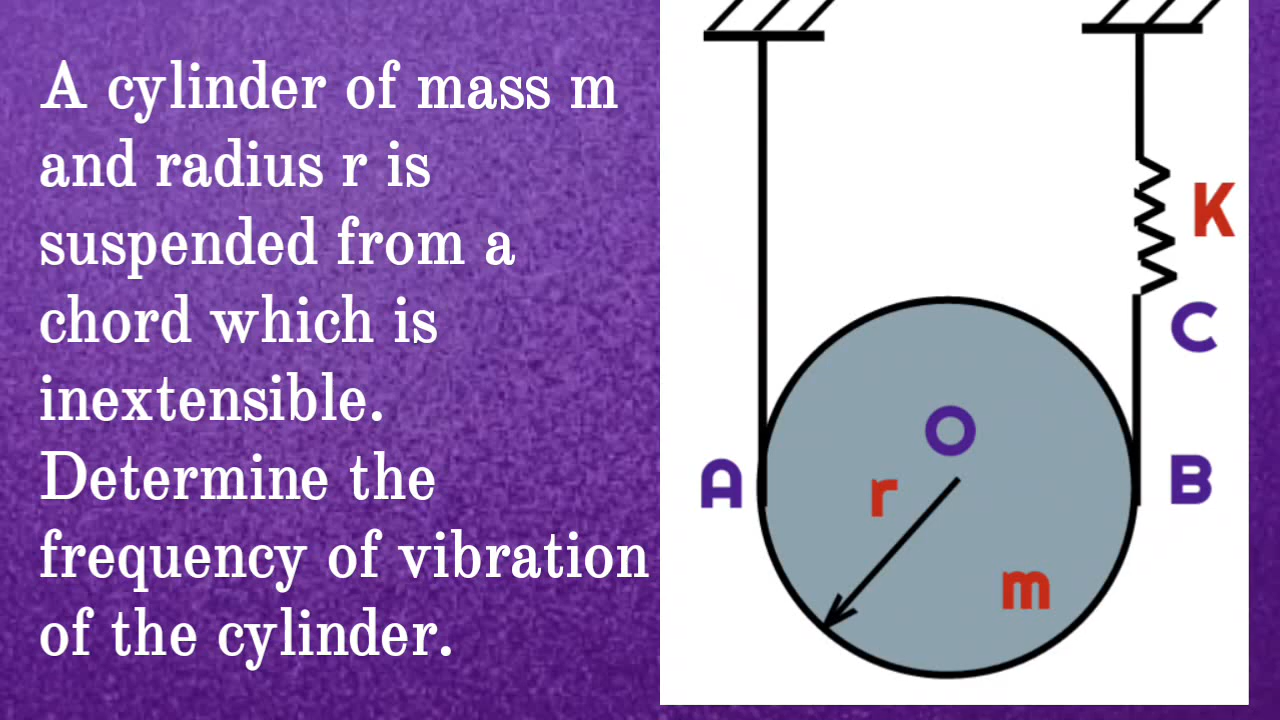 A cylinder of mass m
and radius r is
suspended from a
chord which is
inextensible.
Determine the
frequency of vibration
of the cylinder.
K
C
O
A
r
B
m